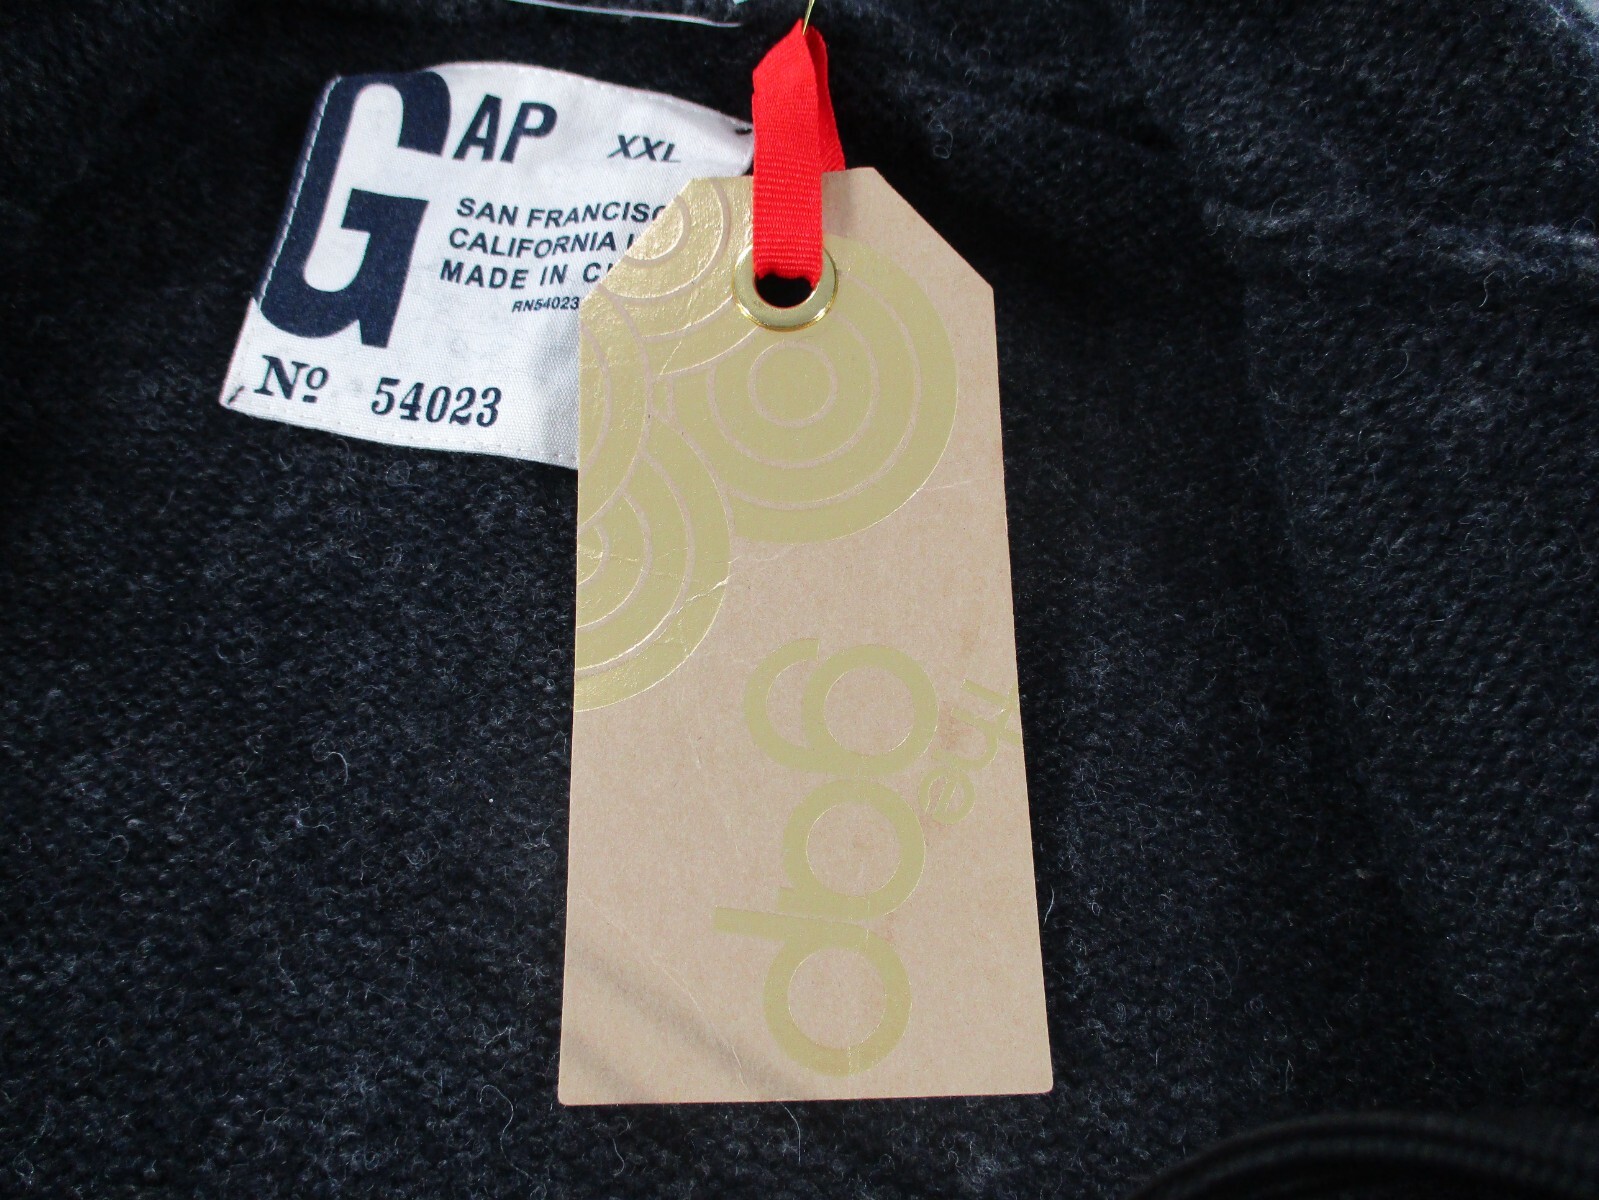 GAP XXL
SAN FRANCISC
CALIFORNIA
MADE IN
RN54023
Nº 54023
the
gap